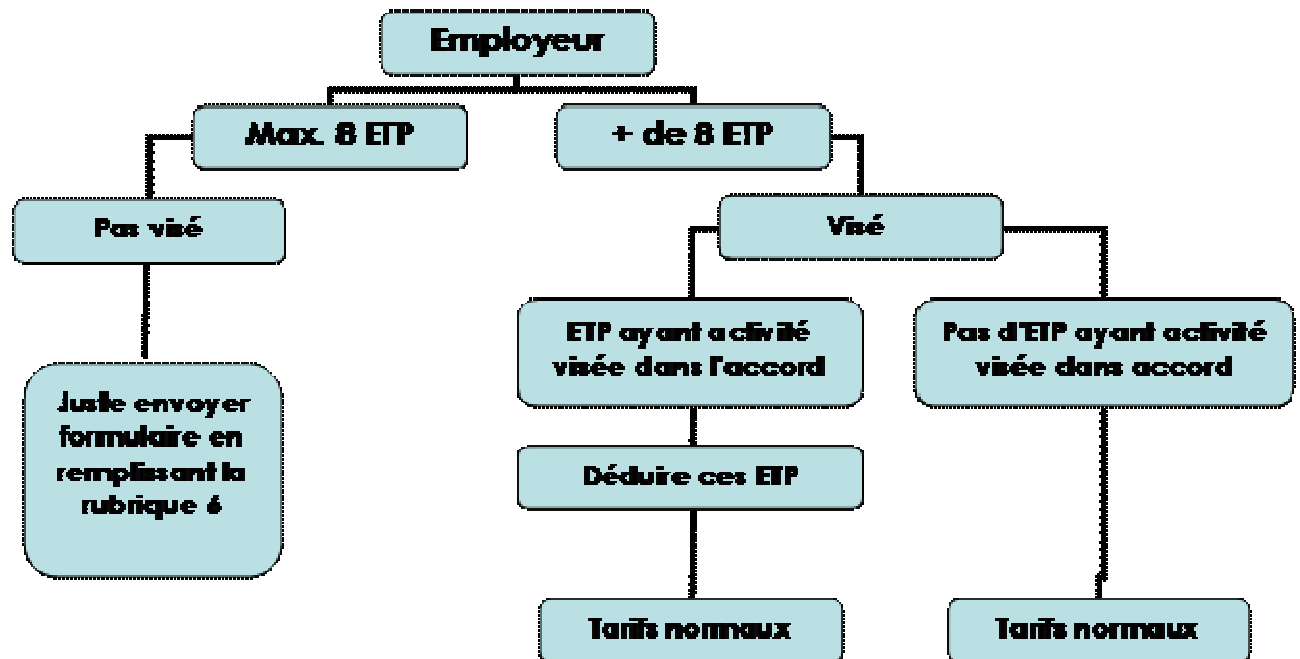 Employeur
Max. 8 ETP
+ de 8 ETP
Pas visé
Visé
ETP ayant activité
visée dans l'accord
Pas d'ETP ayant activité
visée dans accord
Juste envoyer
formulaire en
remplissant la
rubrique 6
Déduire ces ETP
Tarifs normaux
Tarifs normaux